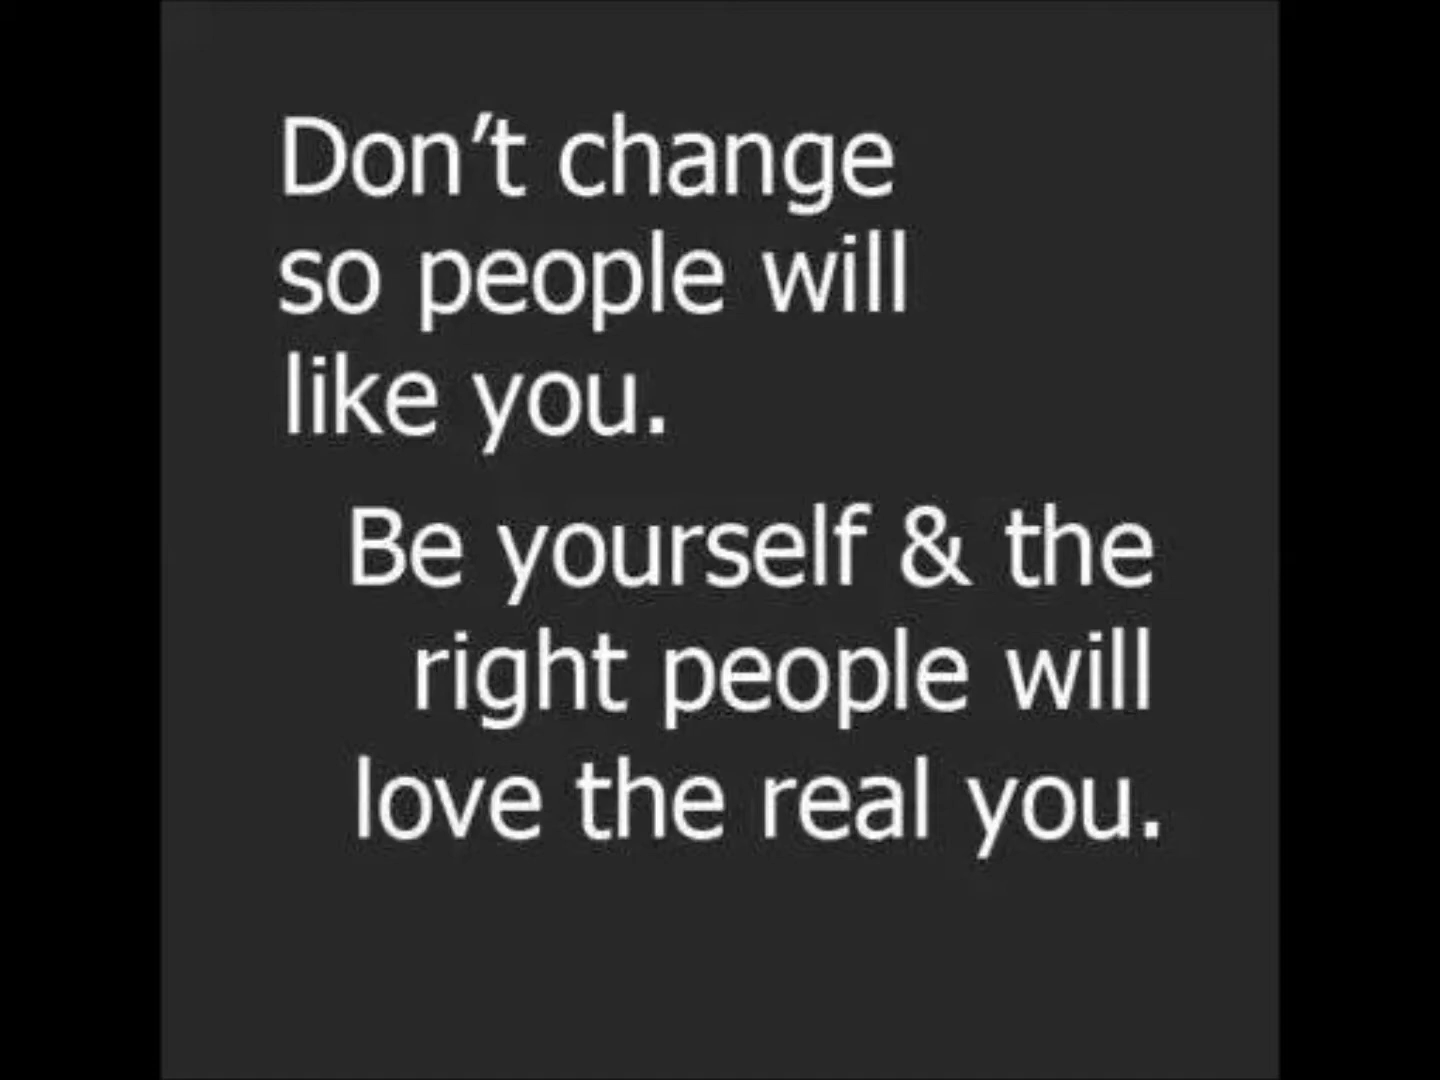 Don’t change
so people will
like you.
Be yourself & the
right people will
love the real you.